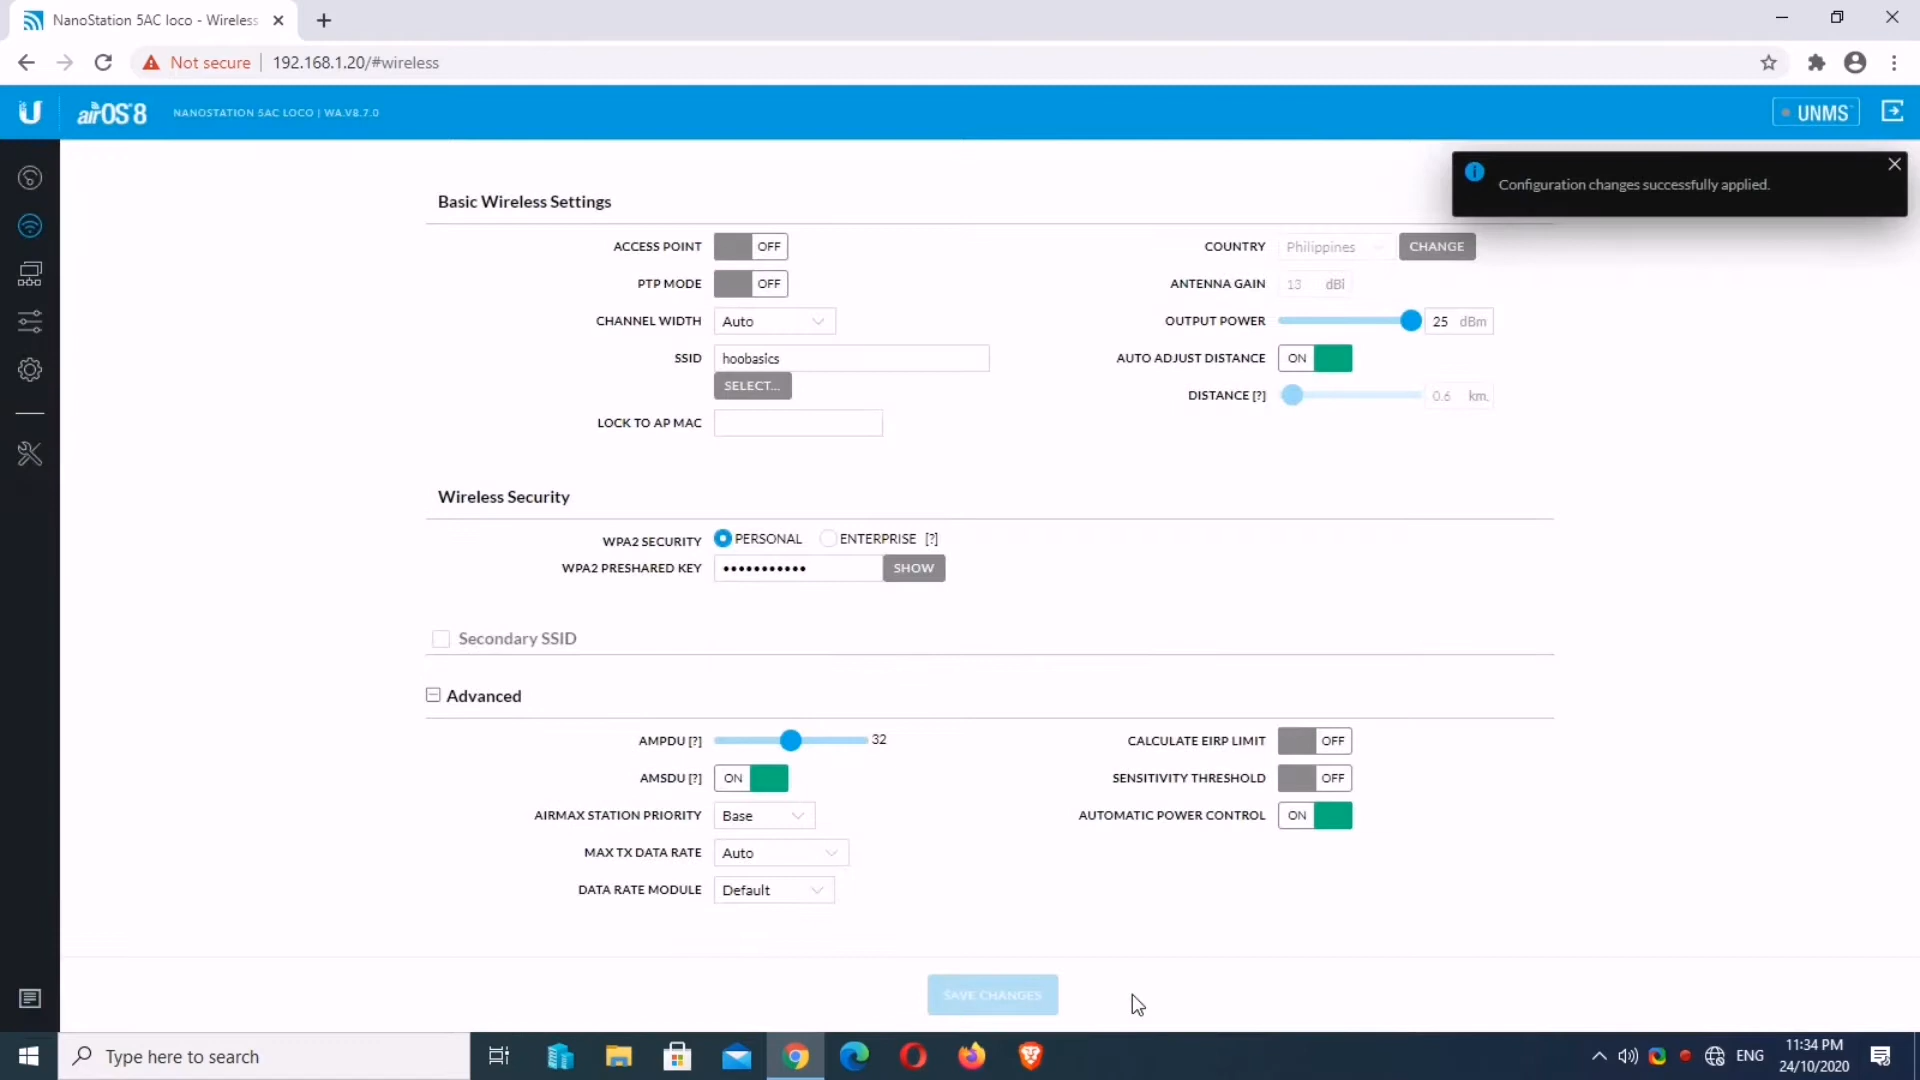 NanoStation 5AC loco - Wireless
Not secure
192.168.1.20/#wireless
airOS 8
NANOSTATION 5AC LOCO | WA.V8.7.0
UNMS
Configuration changes successfully applied.
Basic Wireless Settings
ACCESS POINT OFF
COUNTRY Philippines CHANGE
PTP MODE OFF
ANTENNA GAIN 13 dBi
CHANNEL WIDTH Auto
OUTPUT POWER 25 dBm
SSID hoobasics
AUTO ADJUST DISTANCE ON
SELECT...
DISTANCE [?] 0.6 km.
LOCK TO AP MAC
Wireless Security
WPA2 SECURITY PERSONAL ENTERPRISE [?]
WPA2 PRESHARED KEY ••••••••••• SHOW
Secondary SSID
Advanced
AMPDU [?] 32
CALCULATE EIRP LIMIT OFF
AMSDU [?] ON
SENSITIVITY THRESHOLD OFF
AIRMAX STATION PRIORITY Base
AUTOMATIC POWER CONTROL ON
MAX TX DATA RATE Auto
DATA RATE MODULE Default
SAVE CHANGES
Type here to search
ENG
11:34 PM
24/10/2020